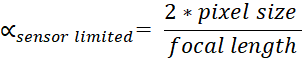 ∝sensor limited = 2 * pixel size / focal length